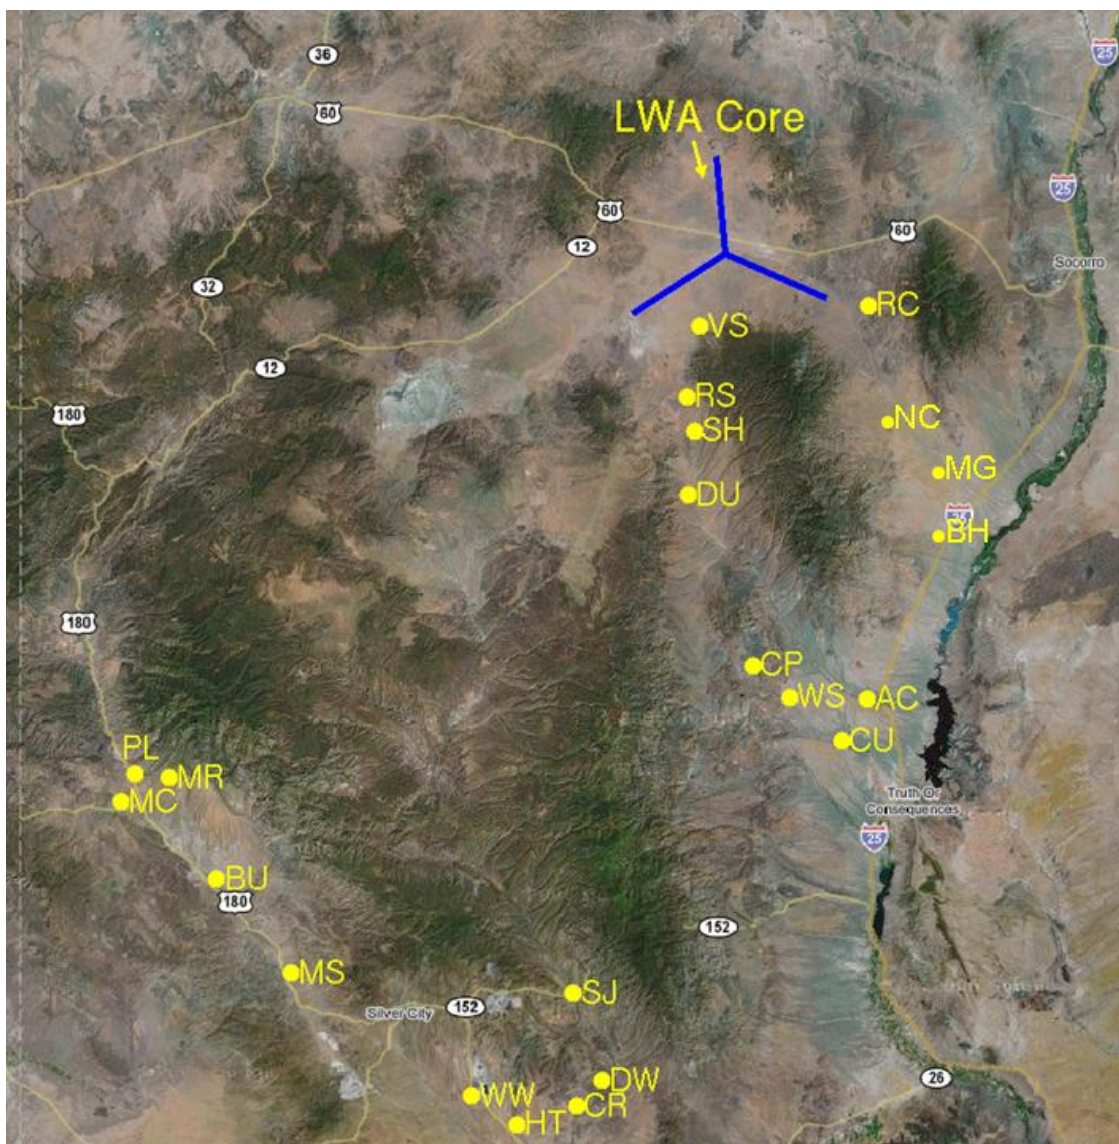 36
25
60
LWA Core
25
60
12
60
Socorro
32
RC
VS
12
RS
180
NC
SH
MG
DU
25
BH
180
CP
WS
AC
CU
PL
MR
MC
Truth Or
Consequences
25
BU
180
152
MS
SJ
Silver City
152
DW
26
WW
CR
HT